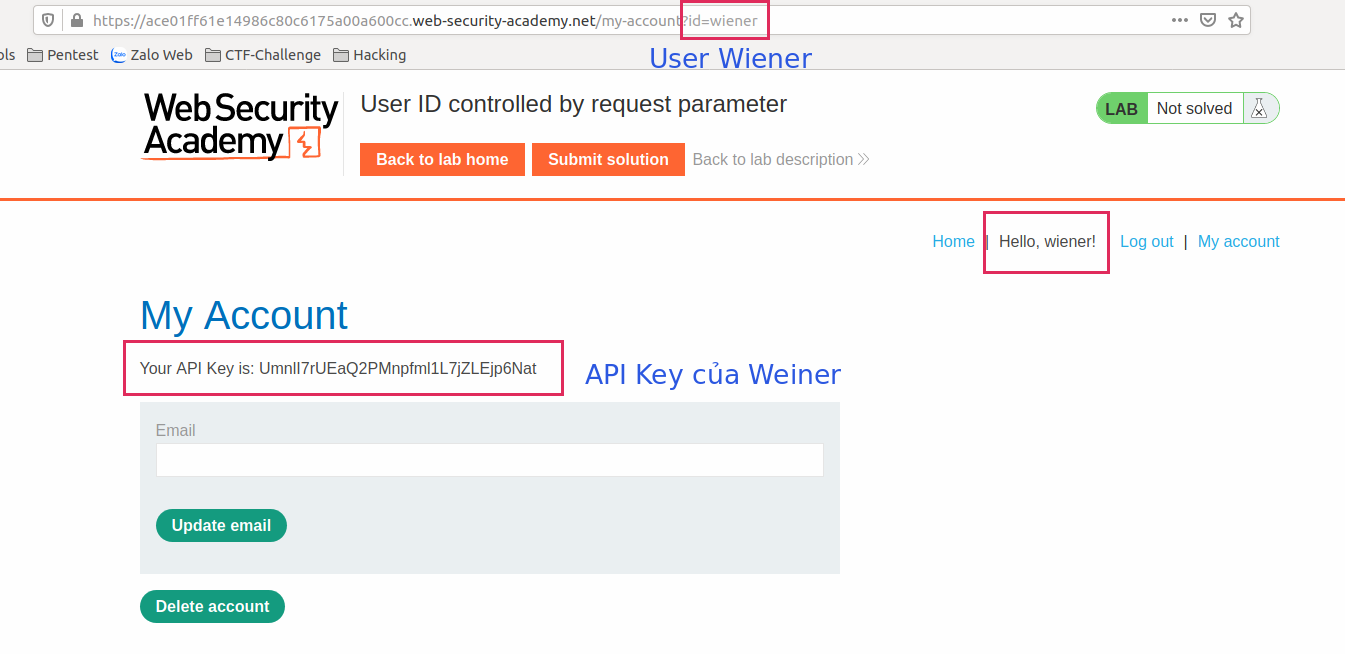 https://ace01ff61e14986c80c6175a00a600cc.web-security-academy.net/my-account?id=wiener
ols Pentest Zalo Zalo Web CTF-Challenge Hacking
User Wiener
WebSecurity
Academy
User ID controlled by request parameter
LAB Not solved
Back to lab home Submit solution Back to lab description
Home | Hello, wiener! Log out | My account
My Account
Your API Key is: UmnlI7rUEaQ2PMnpfml1L7jZLEjp6Nat
API Key của Weiner
Email
Update email
Delete account